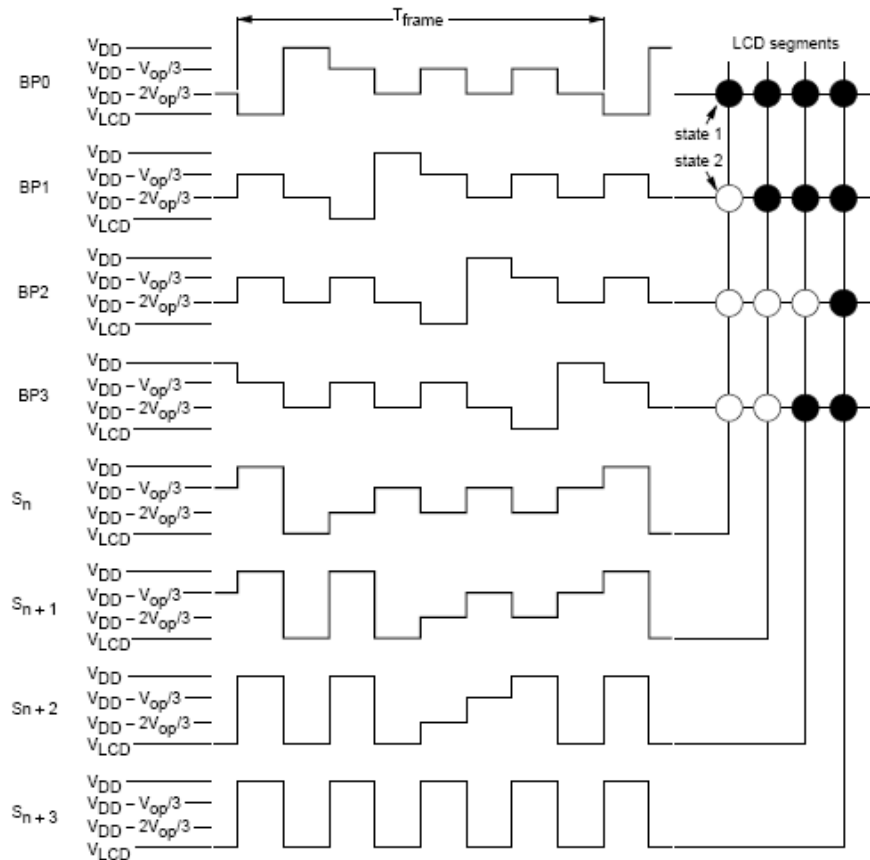 Tframe
LCD segments
BP0
VDD
VDD – Vop/3
VDD – 2Vop/3
VLCD
state 1
state 2
BP1
VDD
VDD – Vop/3
VDD – 2Vop/3
VLCD
BP2
VDD
VDD – Vop/3
VDD – 2Vop/3
VLCD
BP3
VDD
VDD – Vop/3
VDD – 2Vop/3
VLCD
Sn
VDD
VDD – Vop/3
VDD – 2Vop/3
VLCD
Sn + 1
VDD
VDD – Vop/3
VDD – 2Vop/3
VLCD
Sn + 2
VDD
VDD – Vop/3
VDD – 2Vop/3
VLCD
Sn + 3
VDD
VDD – Vop/3
VDD – 2Vop/3
VLCD